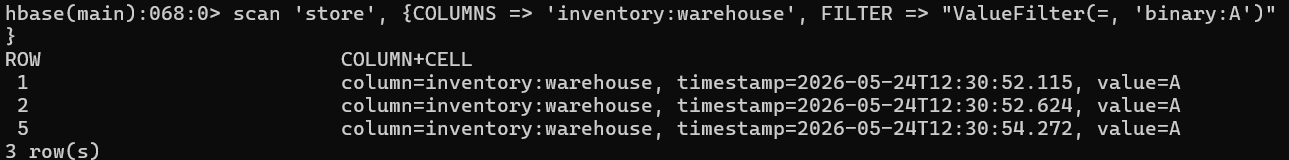 hbase(main):068:0> scan 'store', {COLUMNS => 'inventory:warehouse', FILTER => "ValueFilter(=, 'binary:A')"
}
ROW COLUMN+CELL
1 column=inventory:warehouse, timestamp=2026-05-24T12:30:52.115, value=A
2 column=inventory:warehouse, timestamp=2026-05-24T12:30:52.624, value=A
5 column=inventory:warehouse, timestamp=2026-05-24T12:30:54.272, value=A
3 row(s)